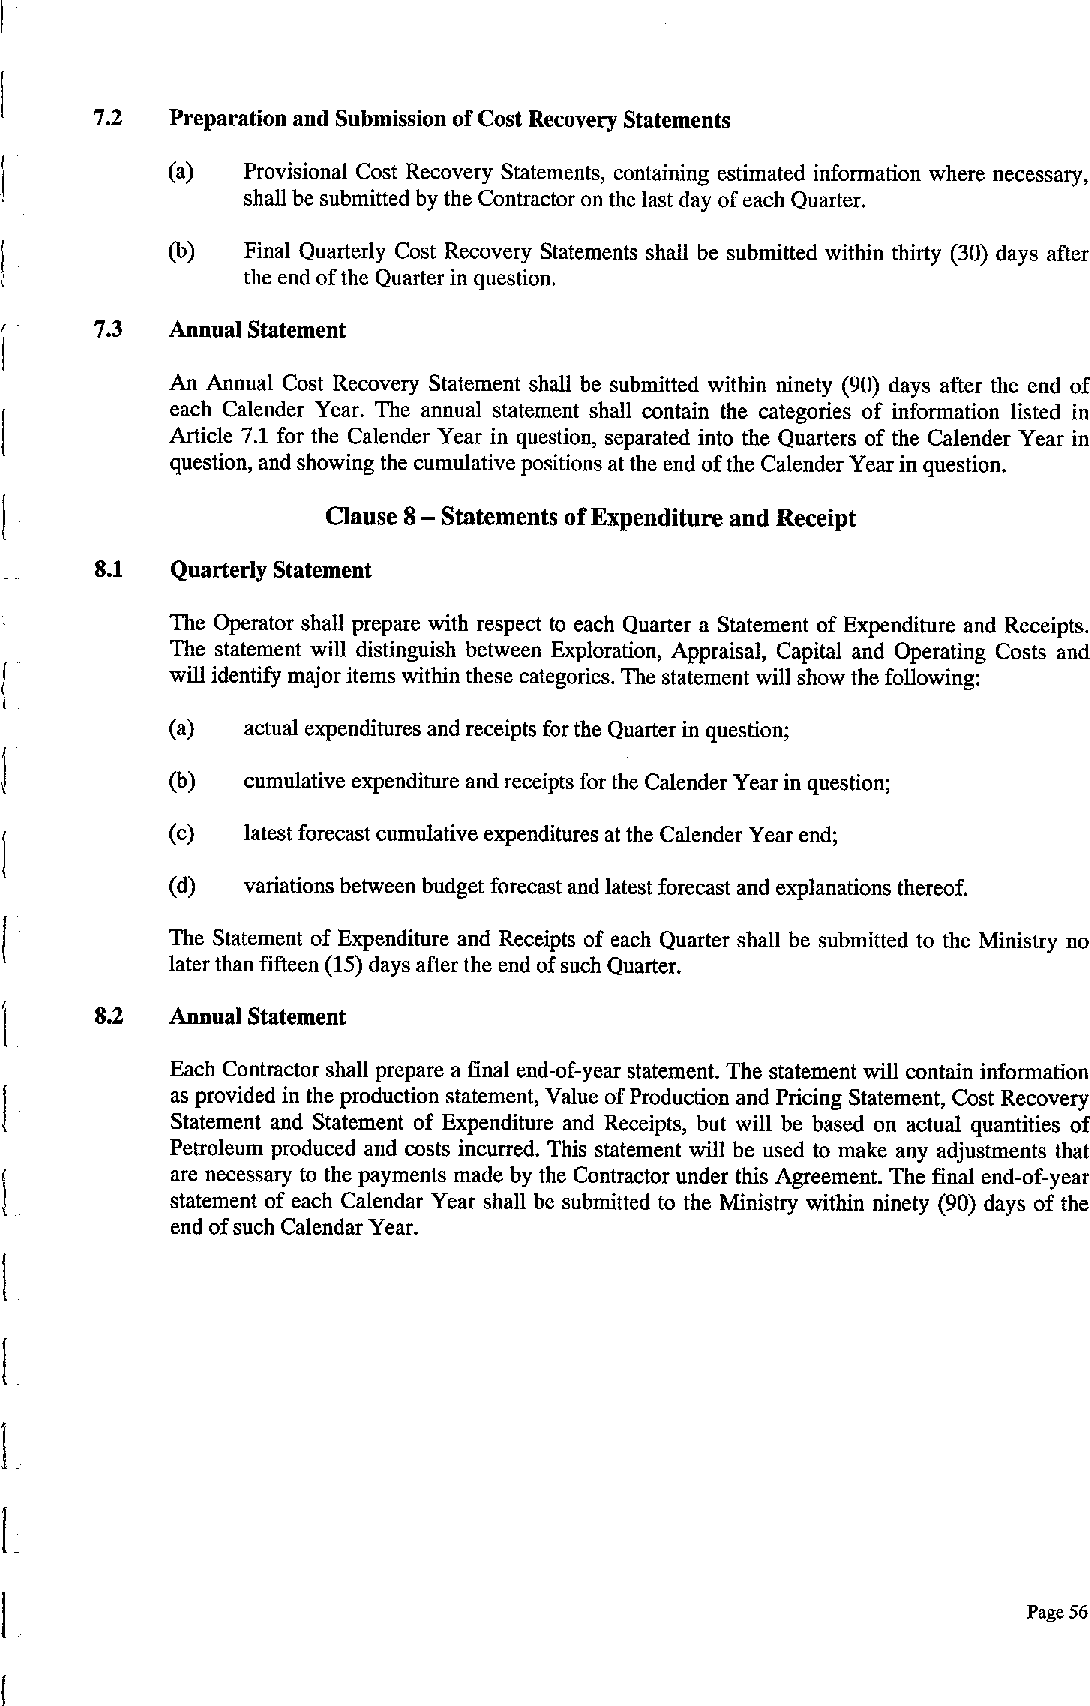 7.2 Preparation and Submission of Cost Recovery Statements
(a) Provisional Cost Recovery Statements, containing estimated information where necessary,
shall be submitted by the Contractor on the last day of each Quarter.
(b) Final Quarterly Cost Recovery Statements shall be submitted within thirty (30) days after
the end of the Quarter in question.
7.3 Annual Statement
An Annual Cost Recovery Statement shall be submitted within ninety (90) days after the end of
each Calender Year. The annual statement shall contain the categories of information listed in
Article 7.1 for the Calender Year in question, separated into the Quarters of the Calender Year in
question, and showing the cumulative positions at the end of the Calender Year in question.
Clause 8 – Statements of Expenditure and Receipt
8.1 Quarterly Statement
The Operator shall prepare with respect to each Quarter a Statement of Expenditure and Receipts.
The statement will distinguish between Exploration, Appraisal, Capital and Operating Costs and
will identify major items within these categories. The statement will show the following:
(a) actual expenditures and receipts for the Quarter in question;
(b) cumulative expenditure and receipts for the Calender Year in question;
(c) latest forecast cumulative expenditures at the Calender Year end;
(d) variations between budget forecast and latest forecast and explanations thereof.
The Statement of Expenditure and Receipts of each Quarter shall be submitted to the Ministry no
later than fifteen (15) days after the end of such Quarter.
8.2 Annual Statement
Each Contractor shall prepare a final end-of-year statement. The statement will contain information
as provided in the production statement, Value of Production and Pricing Statement, Cost Recovery
Statement and Statement of Expenditure and Receipts, but will be based on actual quantities of
Petroleum produced and costs incurred. This statement will be used to make any adjustments that
are necessary to the payments made by the Contractor under this Agreement. The final end-of-year
statement of each Calendar Year shall be submitted to the Ministry within ninety (90) days of the
end of such Calendar Year.
Page 56